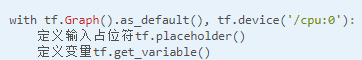 with tf.Graph().as_default(), tf.device('/cpu:0'):
定义输入占位符tf.placeholder()
定义变量tf.get_variable()